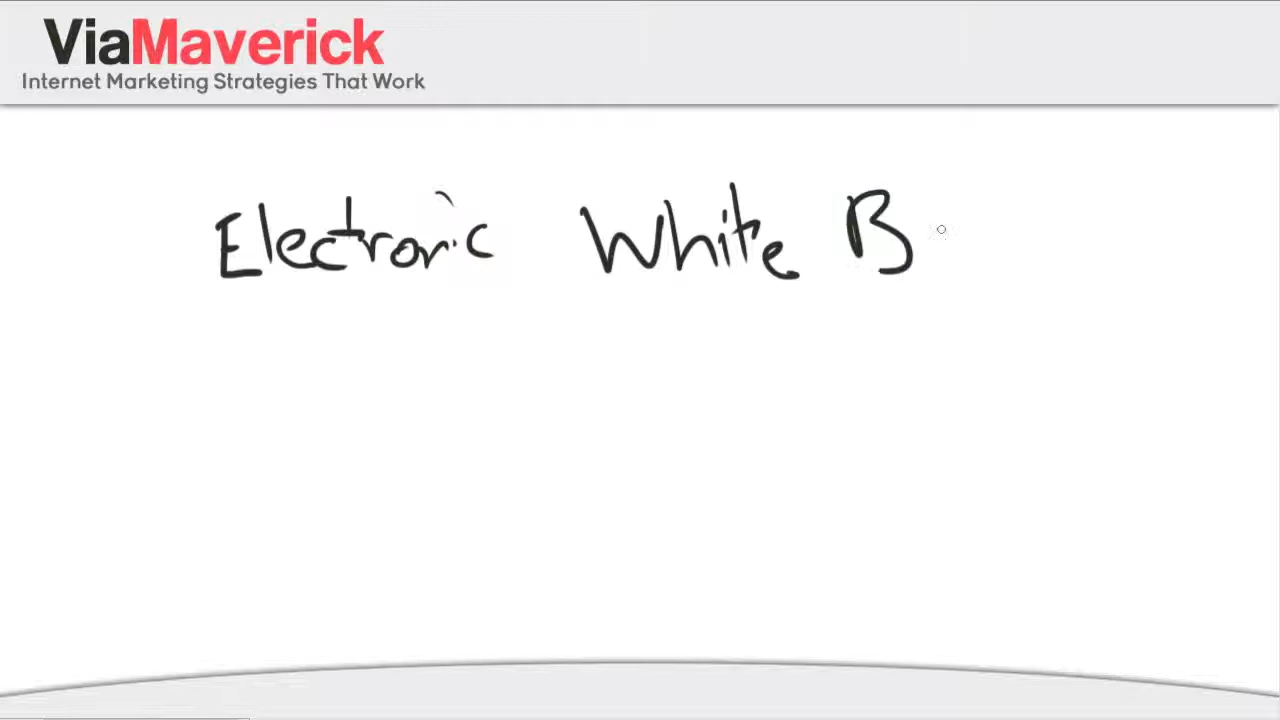 ViaMaverick
Internet Marketing Strategies That Work
Electronic White B